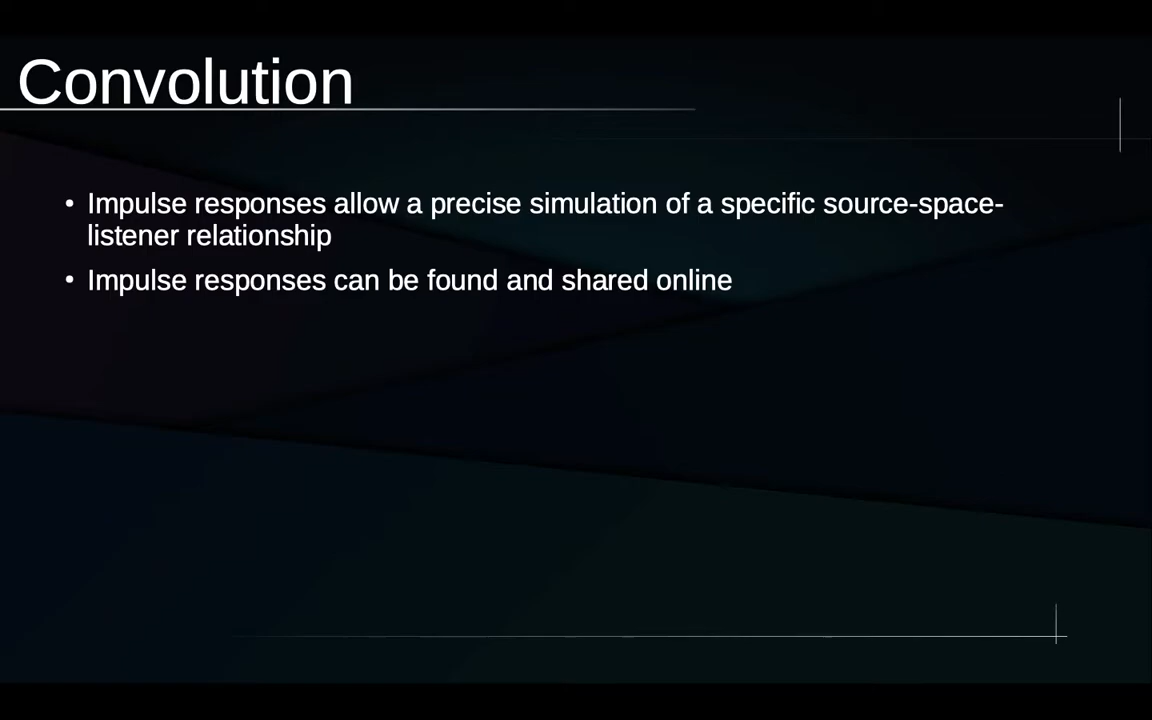 Convolution
• Impulse responses allow a precise simulation of a specific source-space-
listener relationship
• Impulse responses can be found and shared online